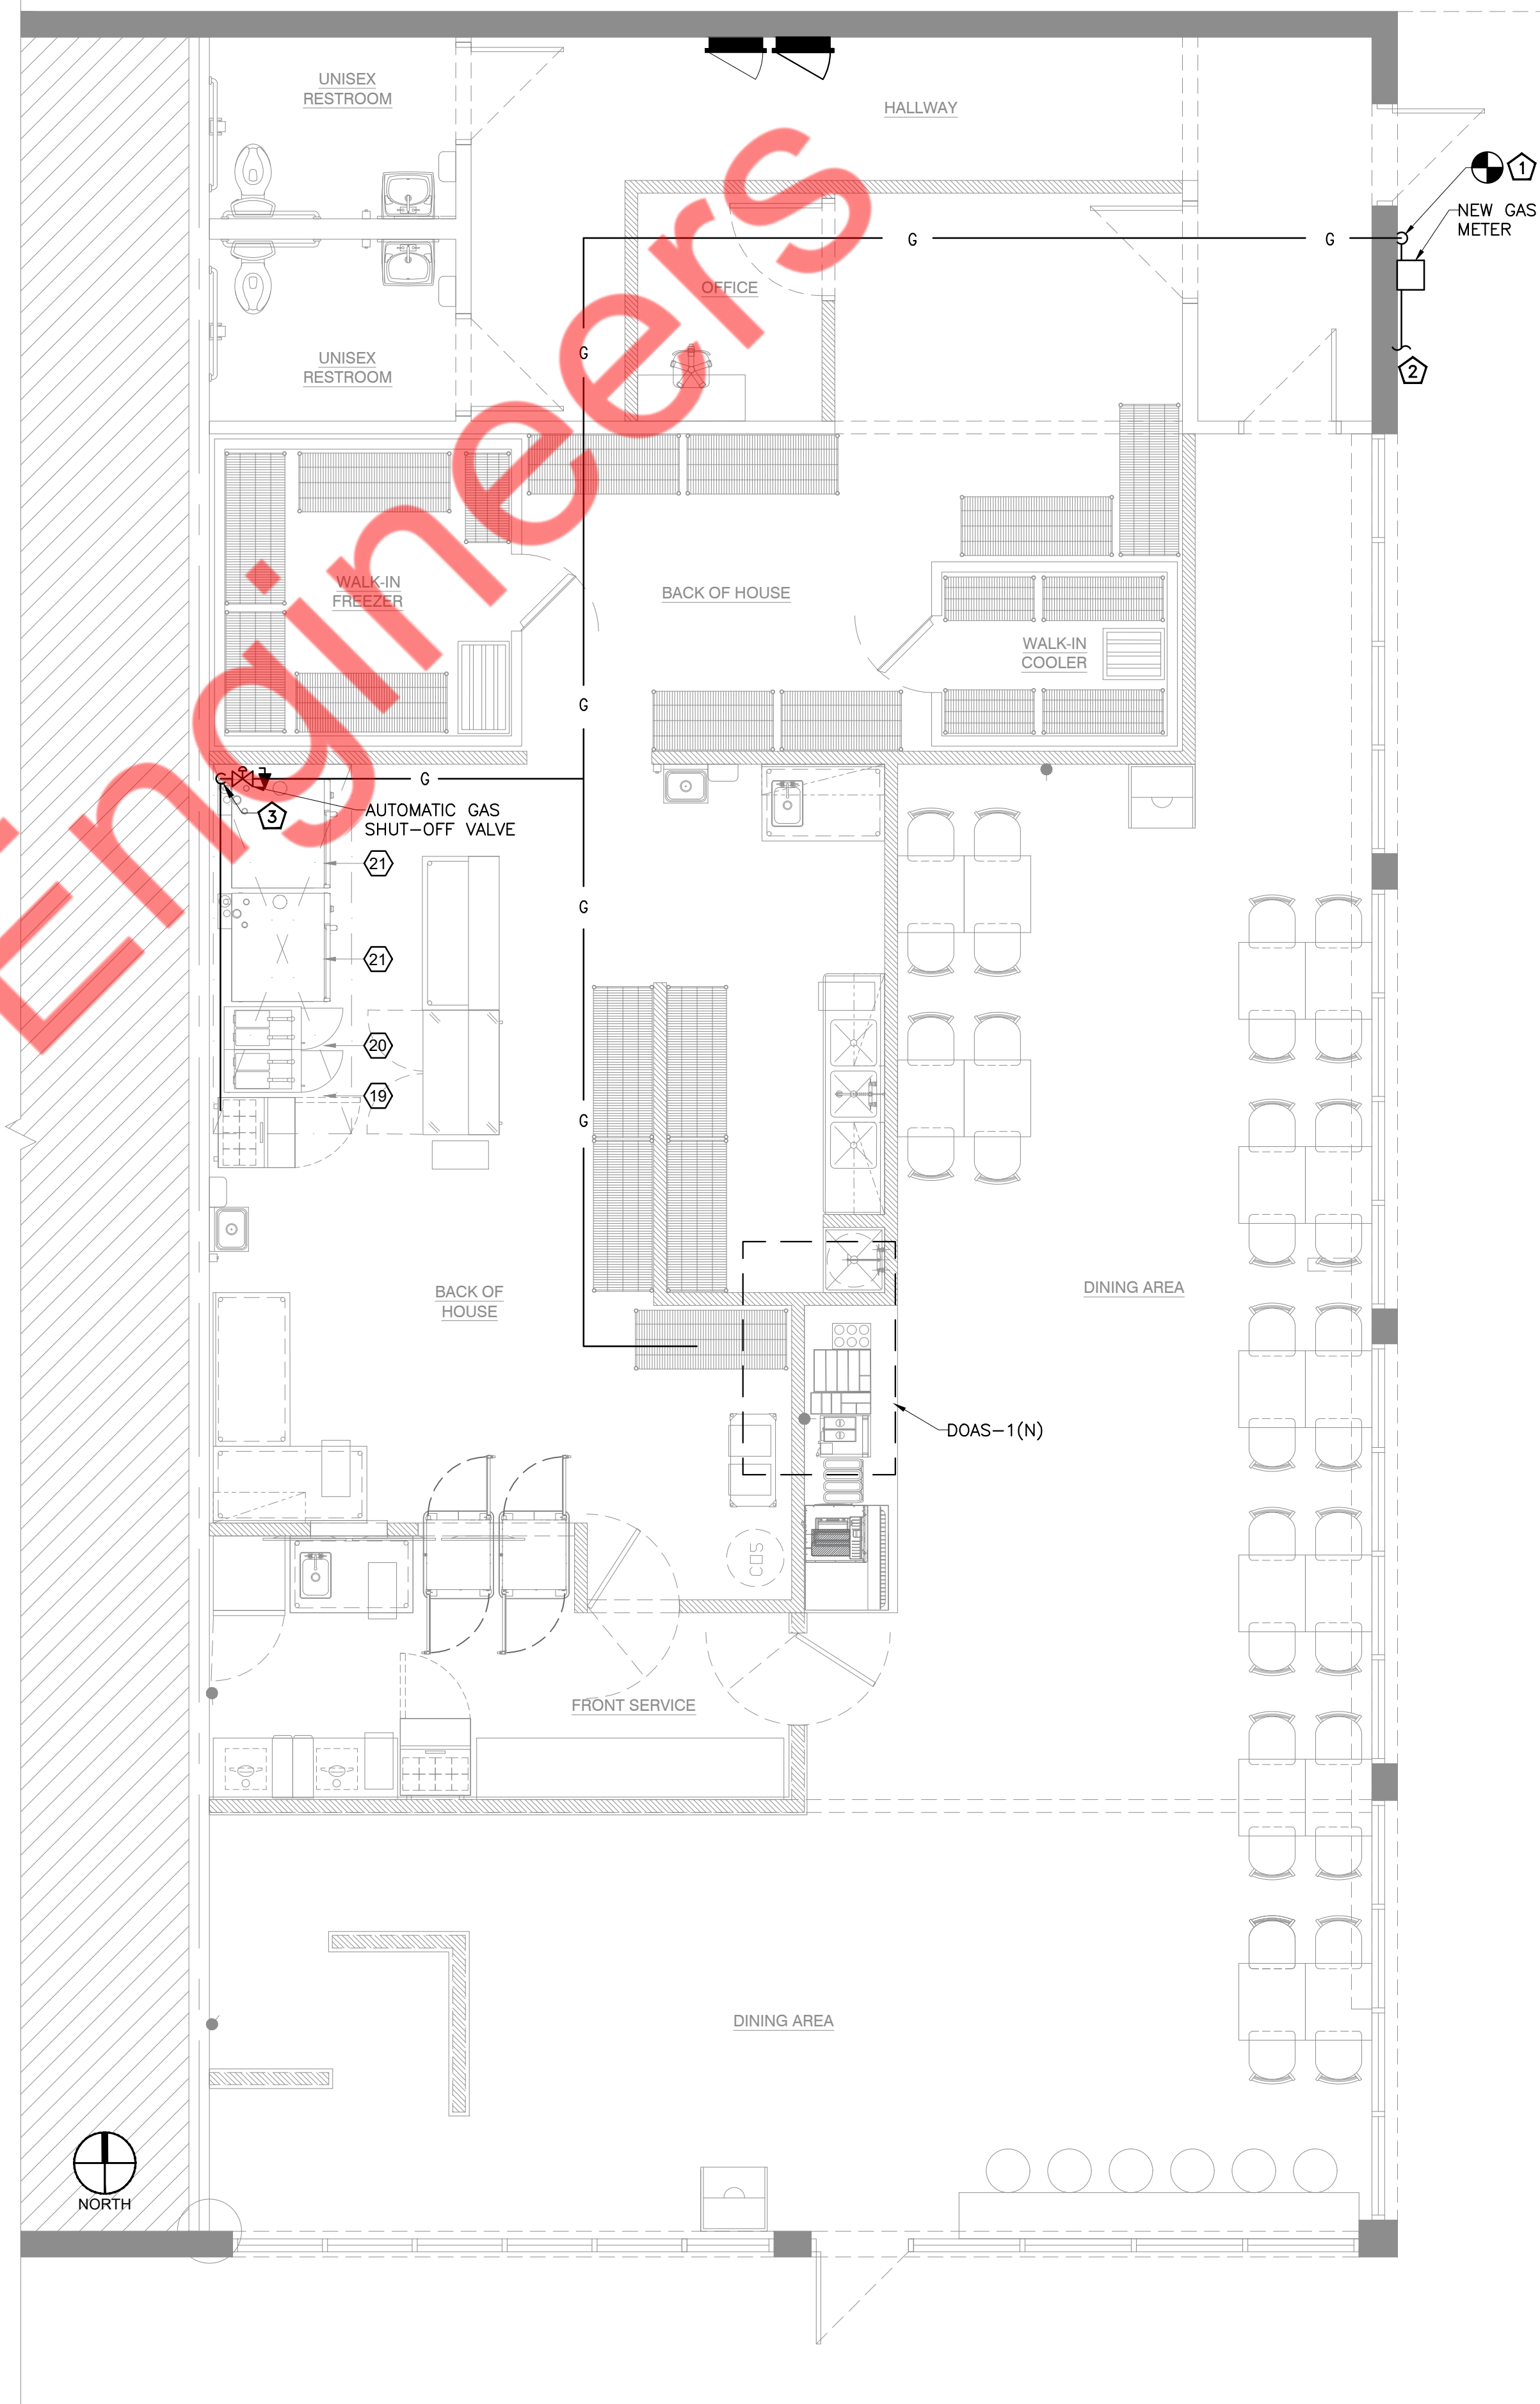 UNISEX
RESTROOM
HALLWAY
1
NEW GAS
METER
G
G
OFFICE
G
UNISEX
RESTROOM
2
WALK-IN
FREEZER
BACK OF HOUSE
WALK-IN
COOLER
G
G
3
AUTOMATIC GAS
SHUT-OFF VALVE
21
G
21
20
19
G
DINING AREA
BACK OF
HOUSE
DOAS-1(N)
CO2
FRONT SERVICE
DINING AREA
NORTH
Engineers